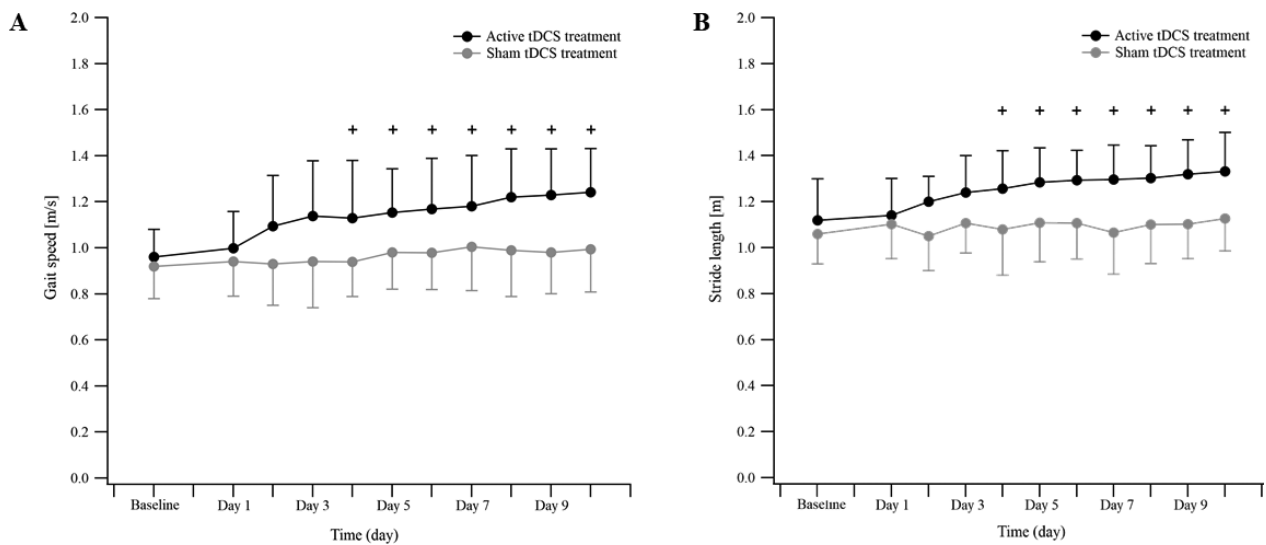 A
Active tDCS treatment
Sham tDCS treatment
+ + + + + + +
Gait speed [m/s]
2.0
1.8
1.6
1.4
1.2
1.0
0.8
0.6
0.4
0.2
0.0
Baseline Day 1 Day 3 Day 5 Day 7 Day 9
Time (day)
B
Active tDCS treatment
Sham tDCS treatment
+ + + + + + +
Stride length [m]
2.0
1.8
1.6
1.4
1.2
1.0
0.8
0.6
0.4
0.2
0.0
Baseline Day 1 Day 3 Day 5 Day 7 Day 9
Time (day)